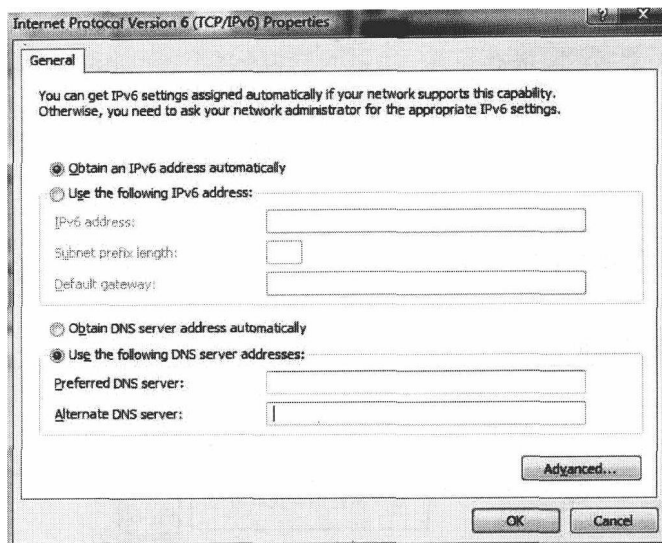 Internet Protocol Version 6 (TCP/IPv6) Properties
? X
General
You can get IPv6 settings assigned automatically if your network supports this capability.
Otherwise, you need to ask your network administrator for the appropriate IPv6 settings.
Obtain an IPv6 address automatically
Use the following IPv6 address:
IPv6 address:
Subnet prefix length:
Default gateway:
Obtain DNS server address automatically
Use the following DNS server addresses:
Preferred DNS server:
Alternate DNS server:
Advanced...
OK Cancel